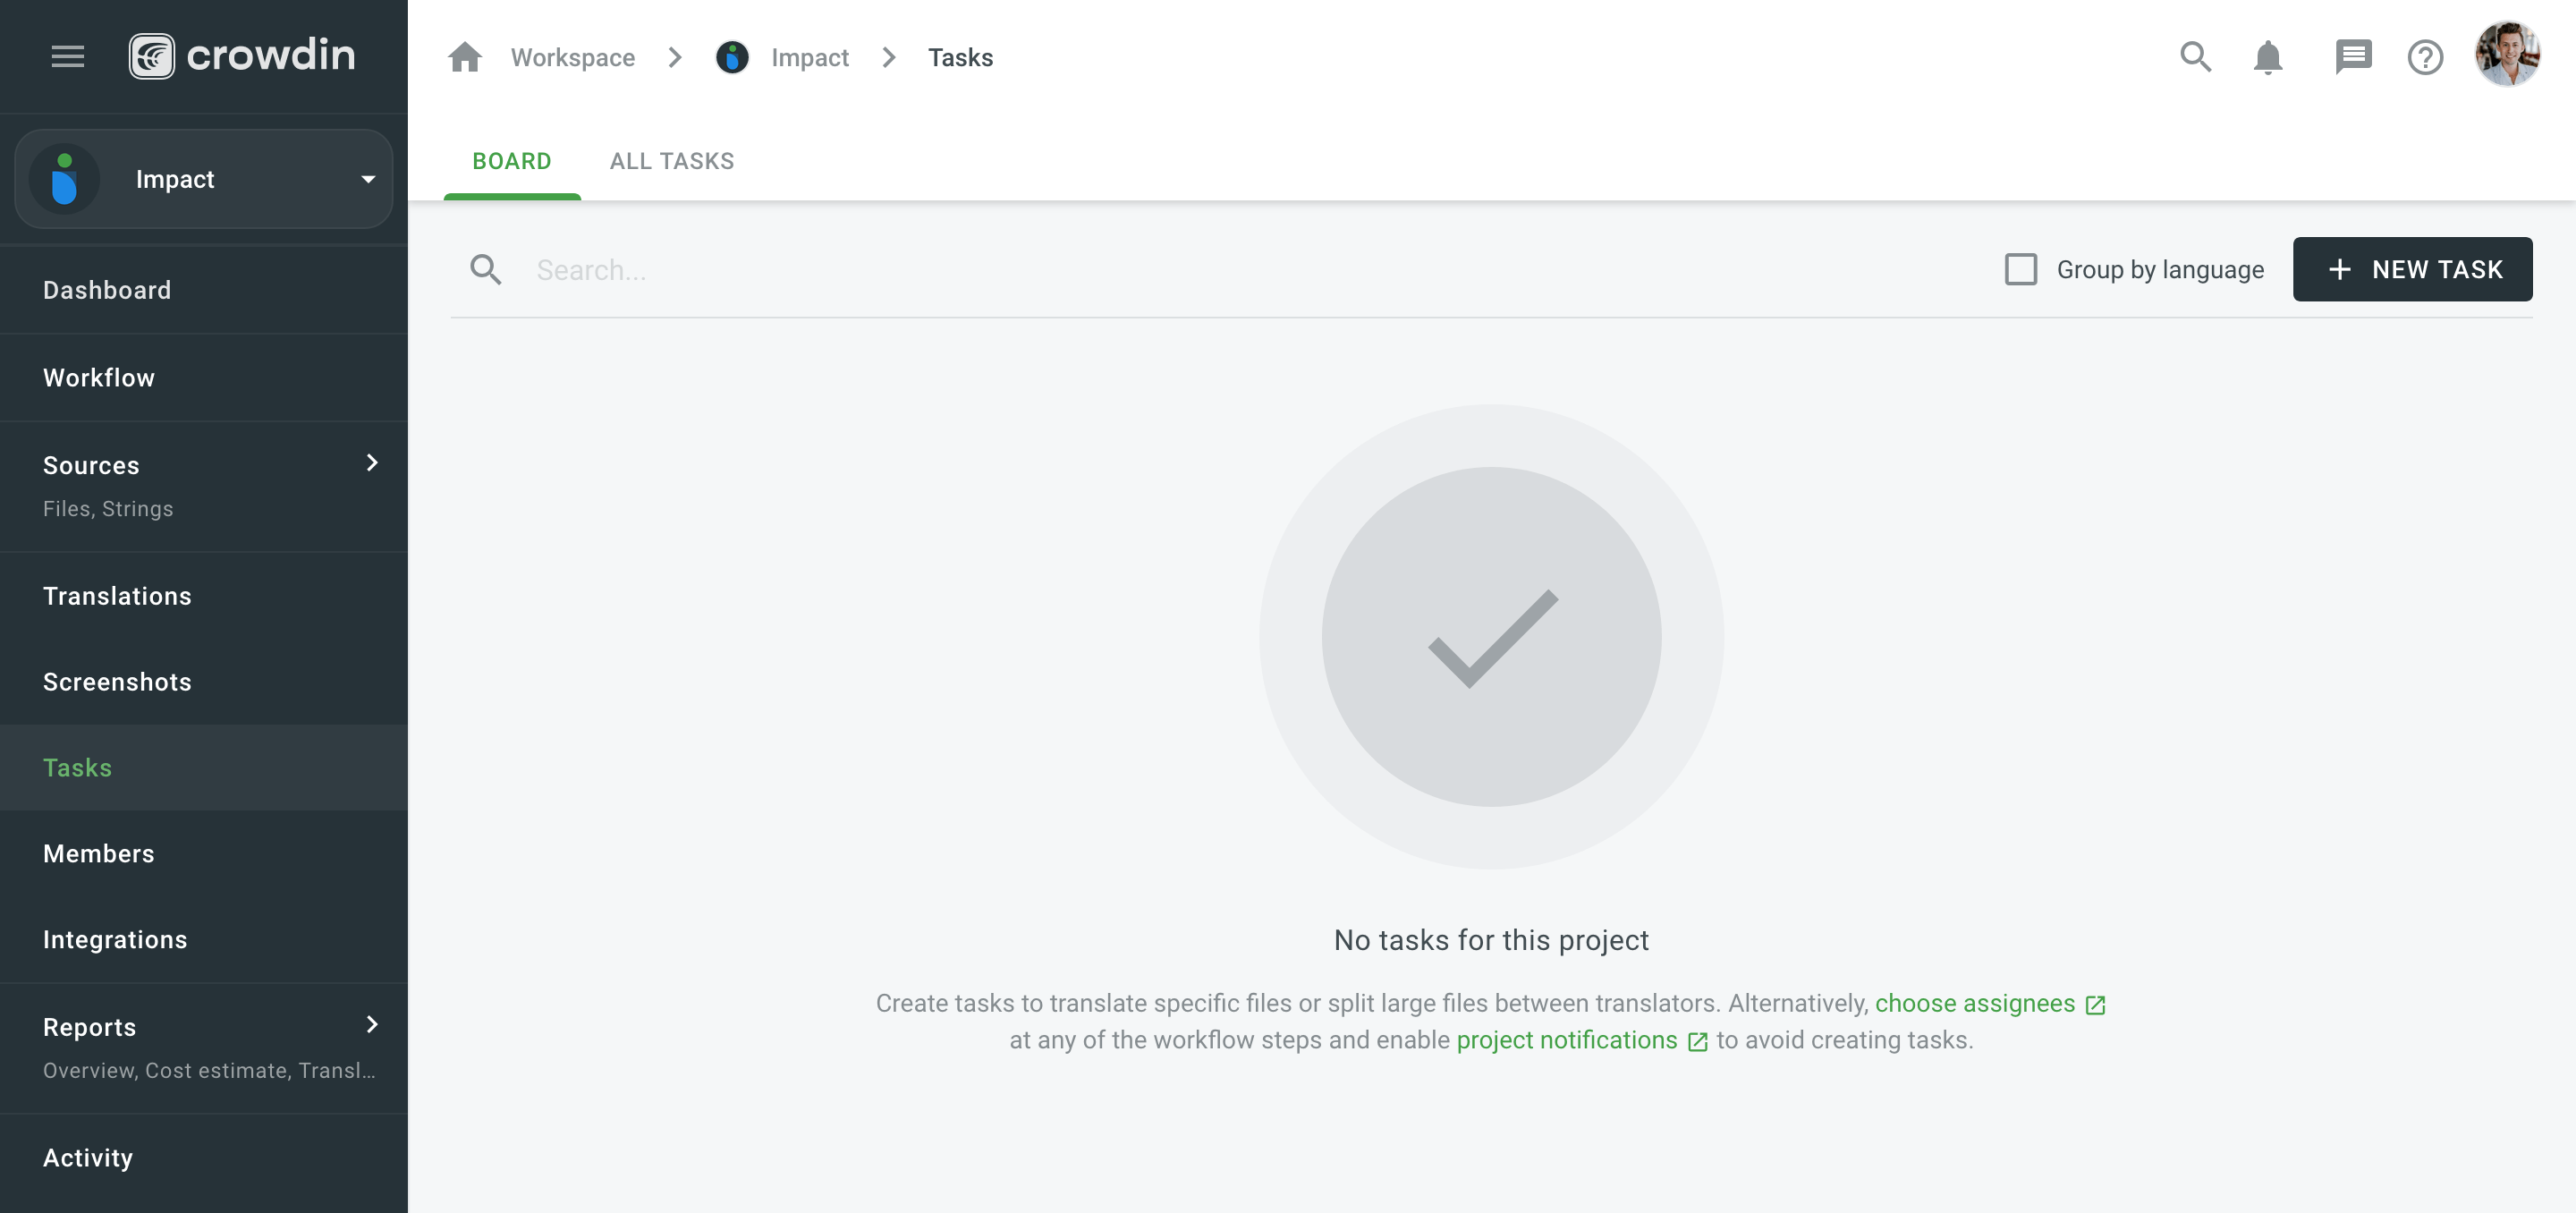 crowdin
Impact
Dashboard
Workflow
Sources
Files, Strings
Translations
Screenshots
Tasks
Members
Integrations
Reports
Overview, Cost estimate, Transl...
Activity
Workspace
Impact
Tasks
BOARD
ALL TASKS
Search...
Group by language
NEW TASK
No tasks for this project
Create tasks to translate specific files or split large files between translators. Alternatively, choose assignees
at any of the workflow steps and enable project notifications to avoid creating tasks.